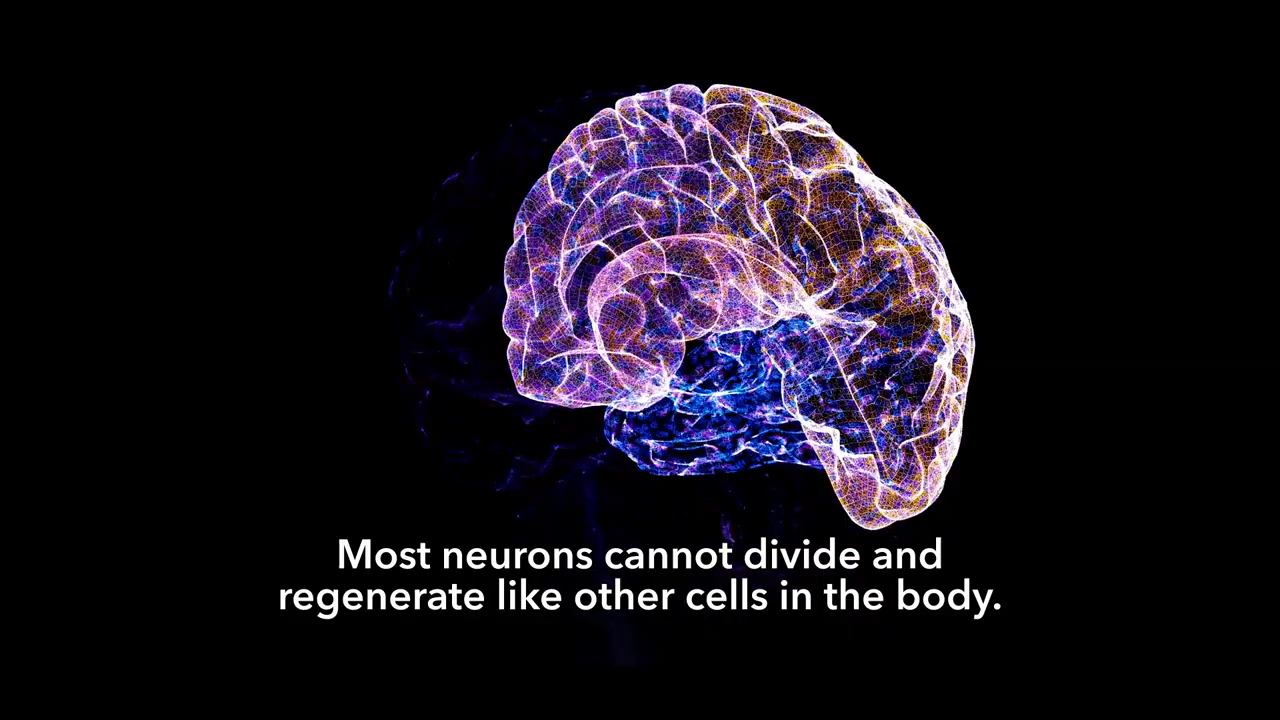 Most neurons cannot divide and
regenerate like other cells in the body.